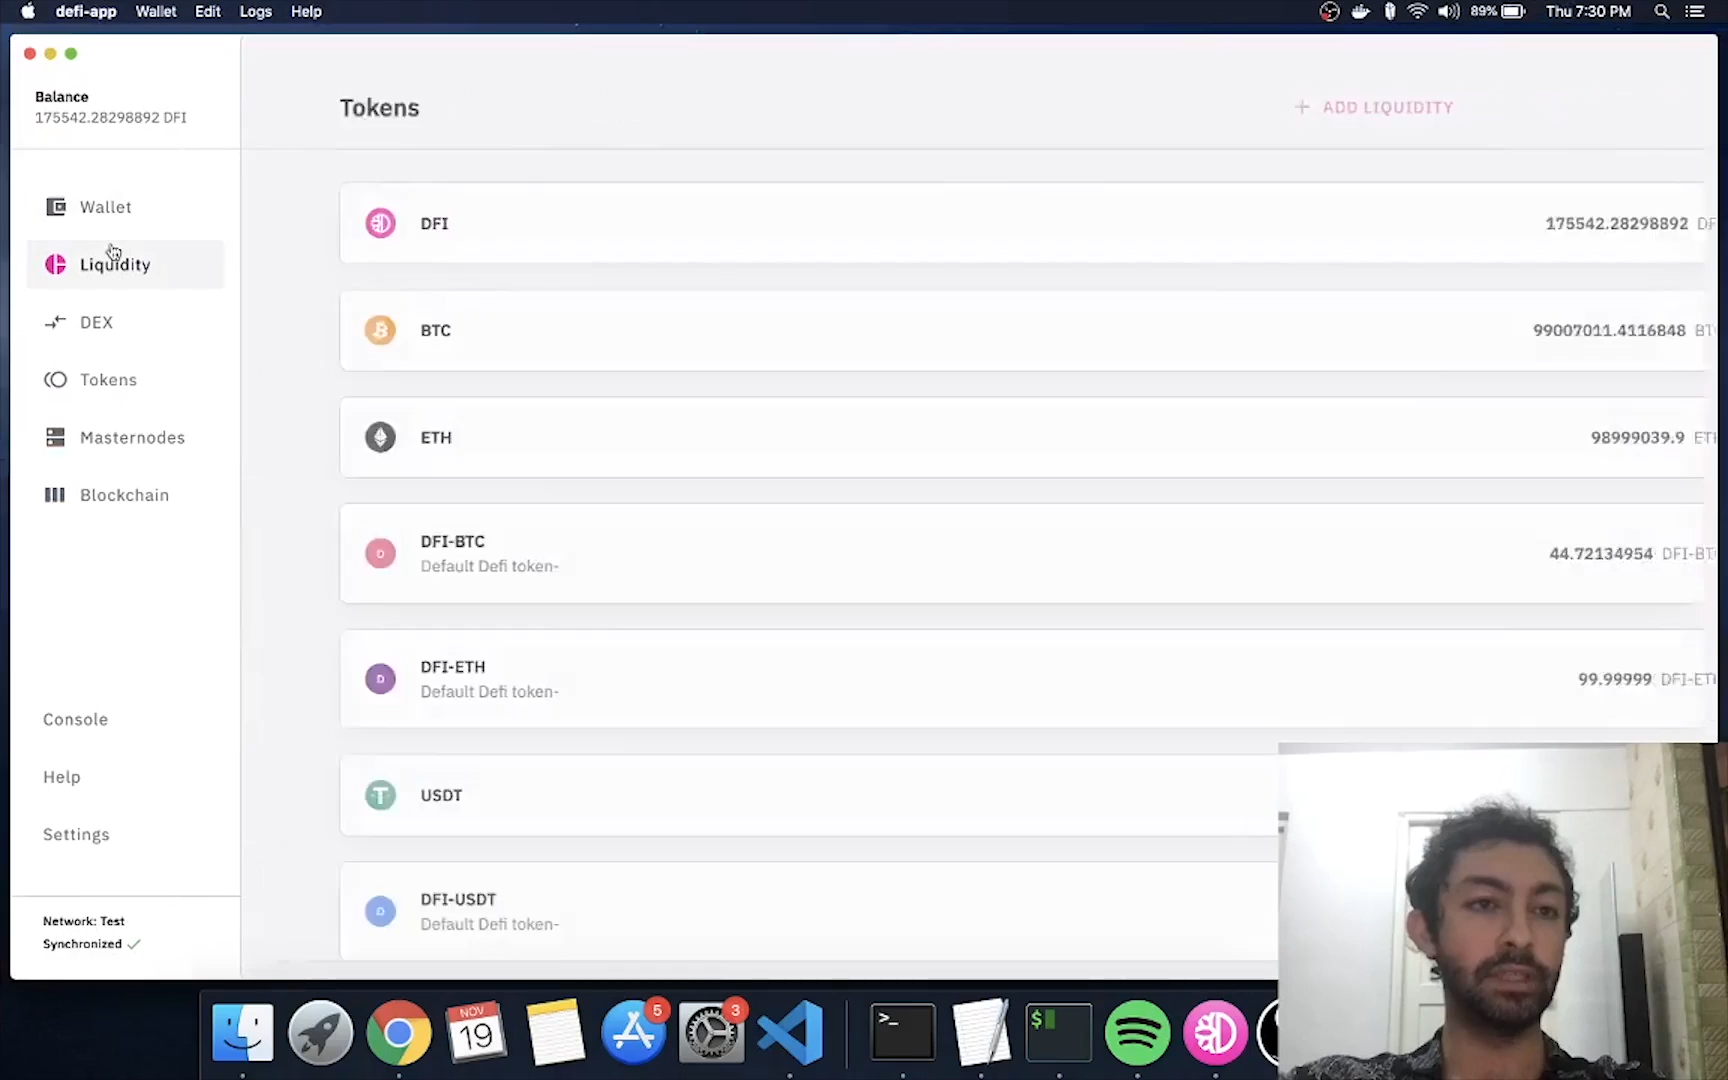 defi-app Wallet Edit Logs Help 89% Thu 7:30 PM
Balance
175542.28298892 DFI
Wallet
Liquidity
DEX
Tokens
Masternodes
Blockchain
Console
Help
Settings
Network: Test
Synchronized
Tokens
+ ADD LIQUIDITY
DFI 175542.28298892
BTC 99007011.4116848
ETH 98999039.9
DFI-BTC
Default Defi token-
44.72134954
DFI-ETH
Default Defi token-
99.99999
USDT
DFI-USDT
Default Defi token-
NOV
19
5
3
>_
$